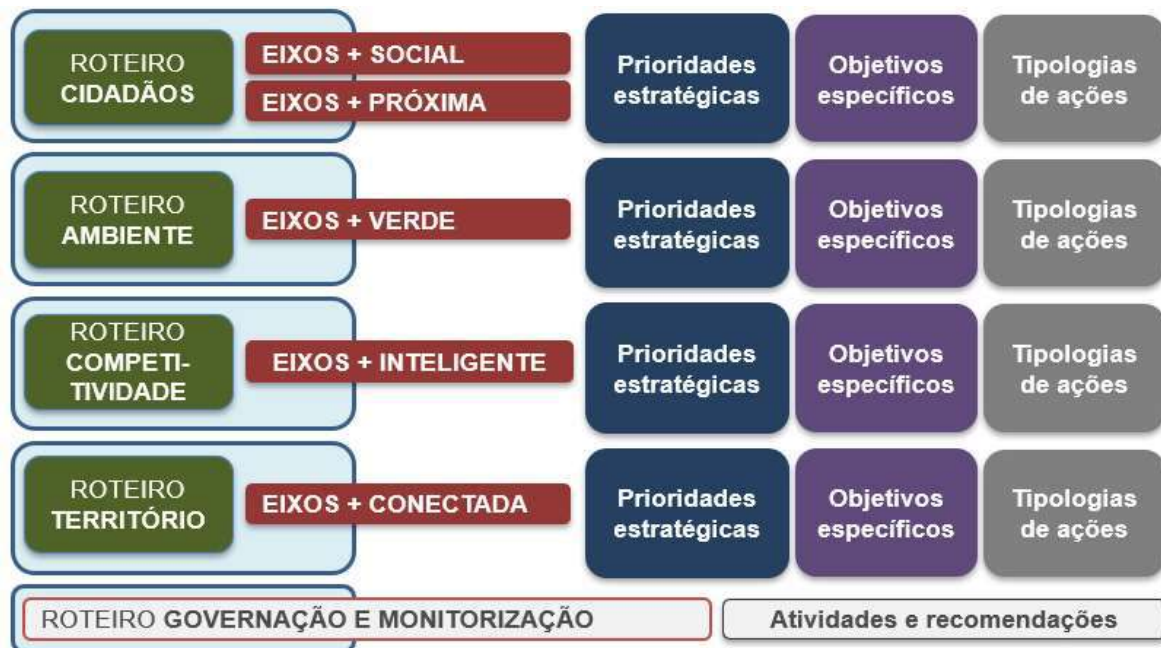 ROTEIRO
CIDADÃOS
EIXOS + SOCIAL
EIXOS + PRÓXIMA
Prioridades
estratégicas
Objetivos
específicos
Tipologias
de ações
ROTEIRO
AMBIENTE
EIXOS + VERDE
Prioridades
estratégicas
Objetivos
específicos
Tipologias
de ações
ROTEIRO
COMPETI-
TIVIDADE
EIXOS + INTELIGENTE
Prioridades
estratégicas
Objetivos
específicos
Tipologias
de ações
ROTEIRO
TERRITÓRIO
EIXOS + CONECTADA
Prioridades
estratégicas
Objetivos
específicos
Tipologias
de ações
ROTEIRO GOVERNAÇÃO E MONITORIZAÇÃO
Atividades e recomendações